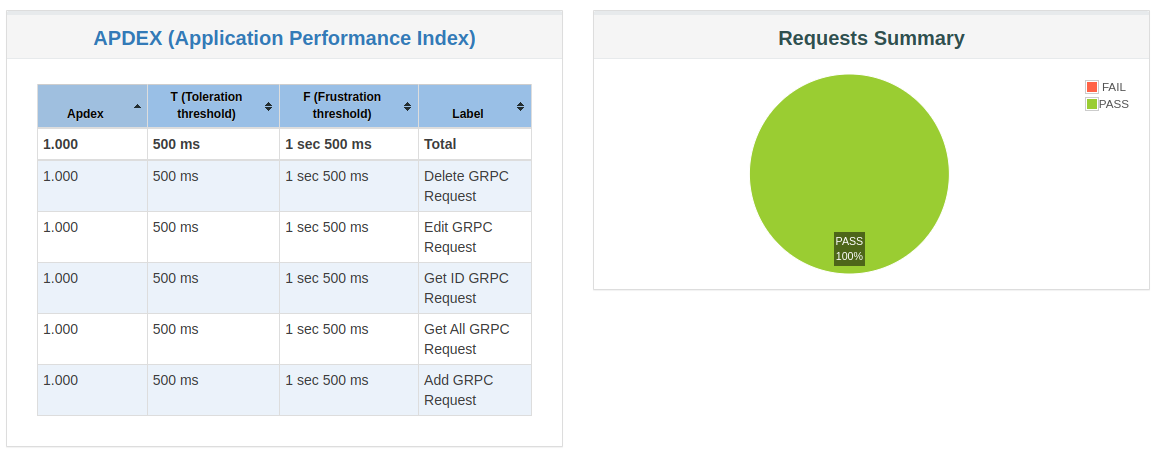 APDEX (Application Performance Index)
Apdex
T (Toleration
threshold)
F (Frustration
threshold)
Label
1.000 500 ms 1 sec 500 ms Total
1.000 500 ms 1 sec 500 ms Delete GRPC
Request
1.000 500 ms 1 sec 500 ms Edit GRPC
Request
1.000 500 ms 1 sec 500 ms Get ID GRPC
Request
1.000 500 ms 1 sec 500 ms Get All GRPC
Request
1.000 500 ms 1 sec 500 ms Add GRPC
Request
Requests Summary
FAIL
PASS
PASS
100%